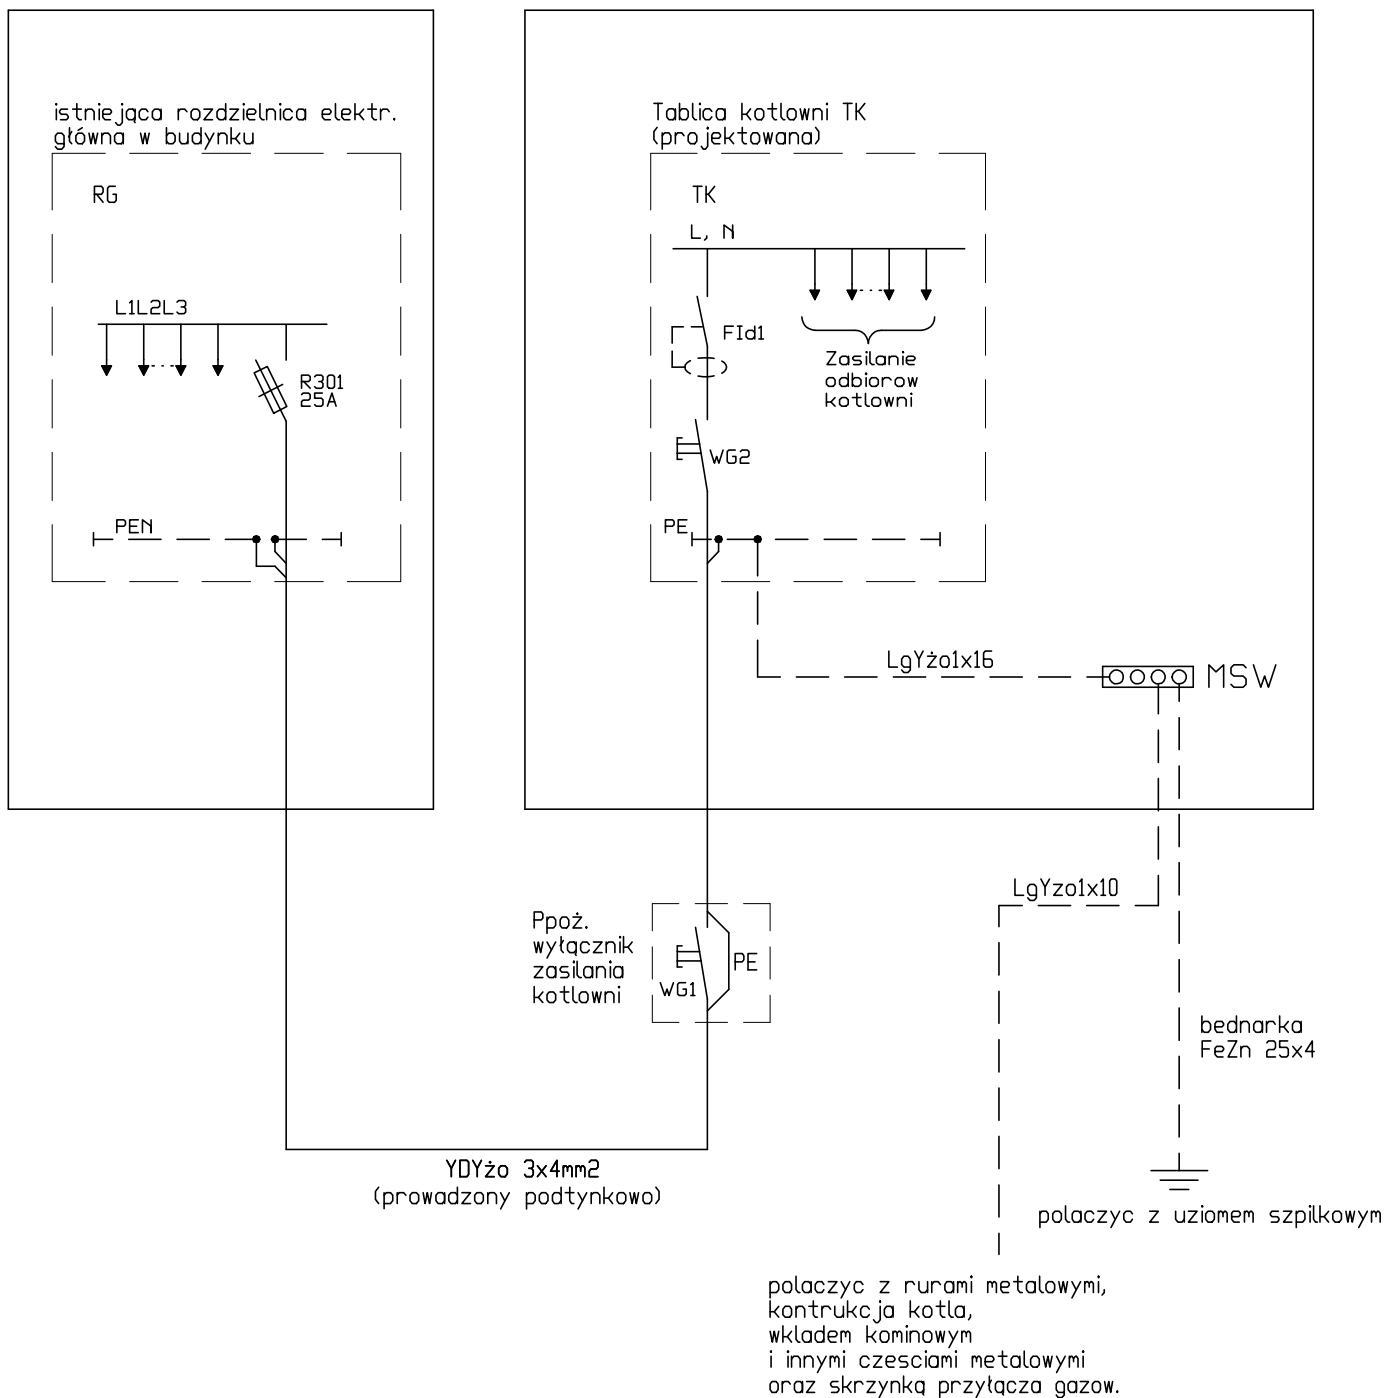 istniejąca rozdzielnica elektr.
główna w budynku
RG
L1L2L3
R301
25A
PEN
Tablica kotlowni TK
(projektowana)
TK
L, N
FId1
Zasilanie
odbiorow
kotlowni
WG2
PE
LgYżo1x16
MSW
LgYzo1x10
Ppoż.
wyłącznik
zasilania
kotlowni
WG1
PE
bednarka
FeZn 25x4
YDYżo 3x4mm2
(prowadzony podtynkowo)
polaczyc z uziomem szpilkowym
polaczyc z rurami metalowymi,
kontrukcja kotla,
wkladem kominowym
i innymi czesciami metalowymi
oraz skrzynką przyłącza gazow.